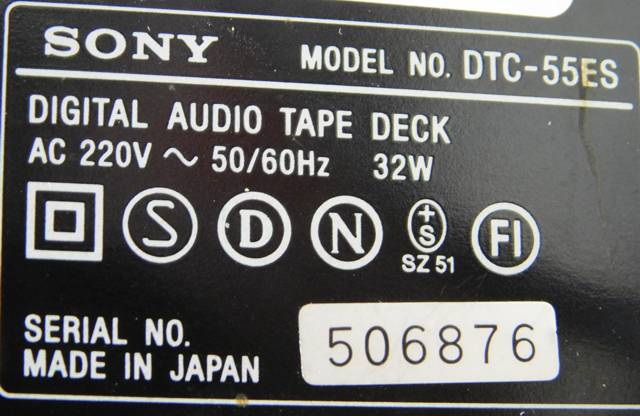 SONY MODEL NO. DTC-55ES
DIGITAL AUDIO TAPE DECK
AC 220V ~ 50/60Hz 32W
S D N +S FI
SZ 51
SERIAL NO. 506876
MADE IN JAPAN